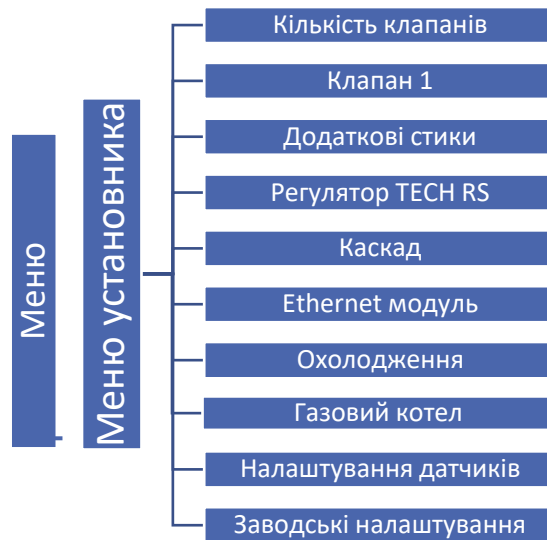 Меню
Меню установника
Кількість клапанів
Клапан 1
Додаткові стики
Регулятор TECH RS
Каскад
Ethernet модуль
Охолодження
Газовий котел
Налаштування датчиків
Заводські налаштування